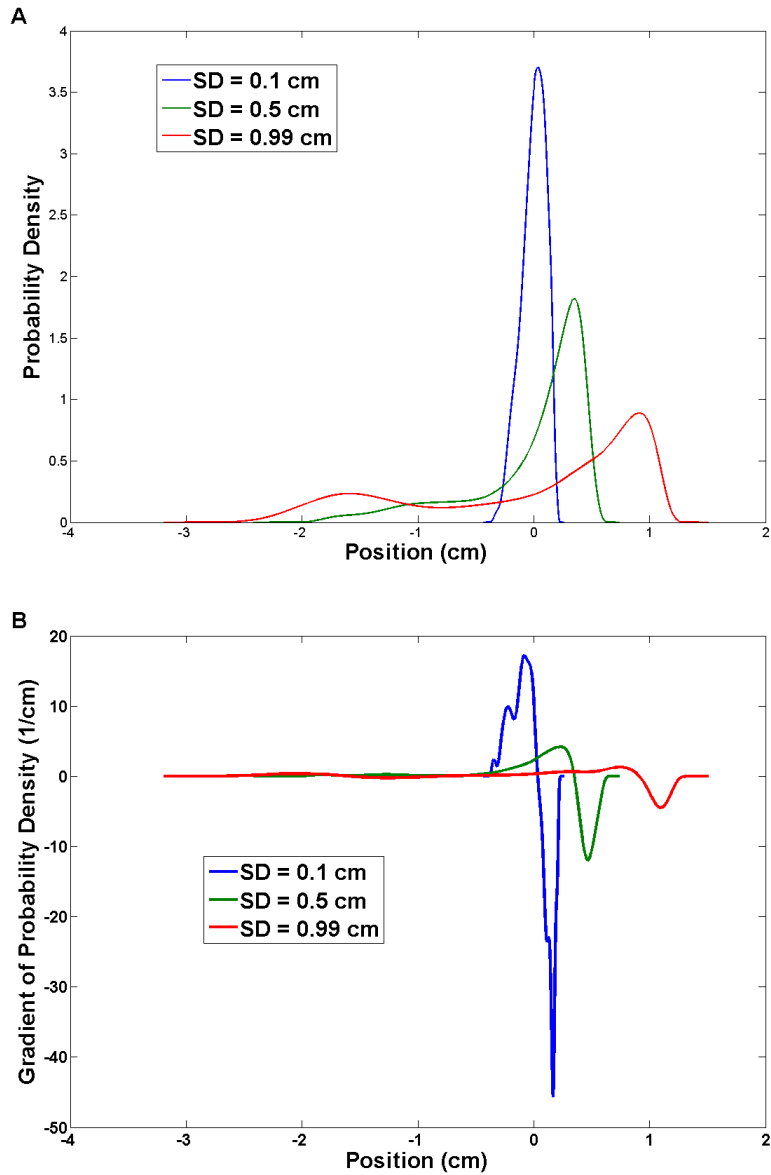 A
4
3.5
3
2.5
2
1.5
1
0.5
0
Probability Density
SD = 0.1 cm
SD = 0.5 cm
SD = 0.99 cm
-4 -3 -2 -1 0 1 2
Position (cm)
B
20
10
0
-10
-20
-30
-40
-50
Gradient of Probability Density (1/cm)
SD = 0.1 cm
SD = 0.5 cm
SD = 0.99 cm
-4 -3 -2 -1 0 1 2
Position (cm)